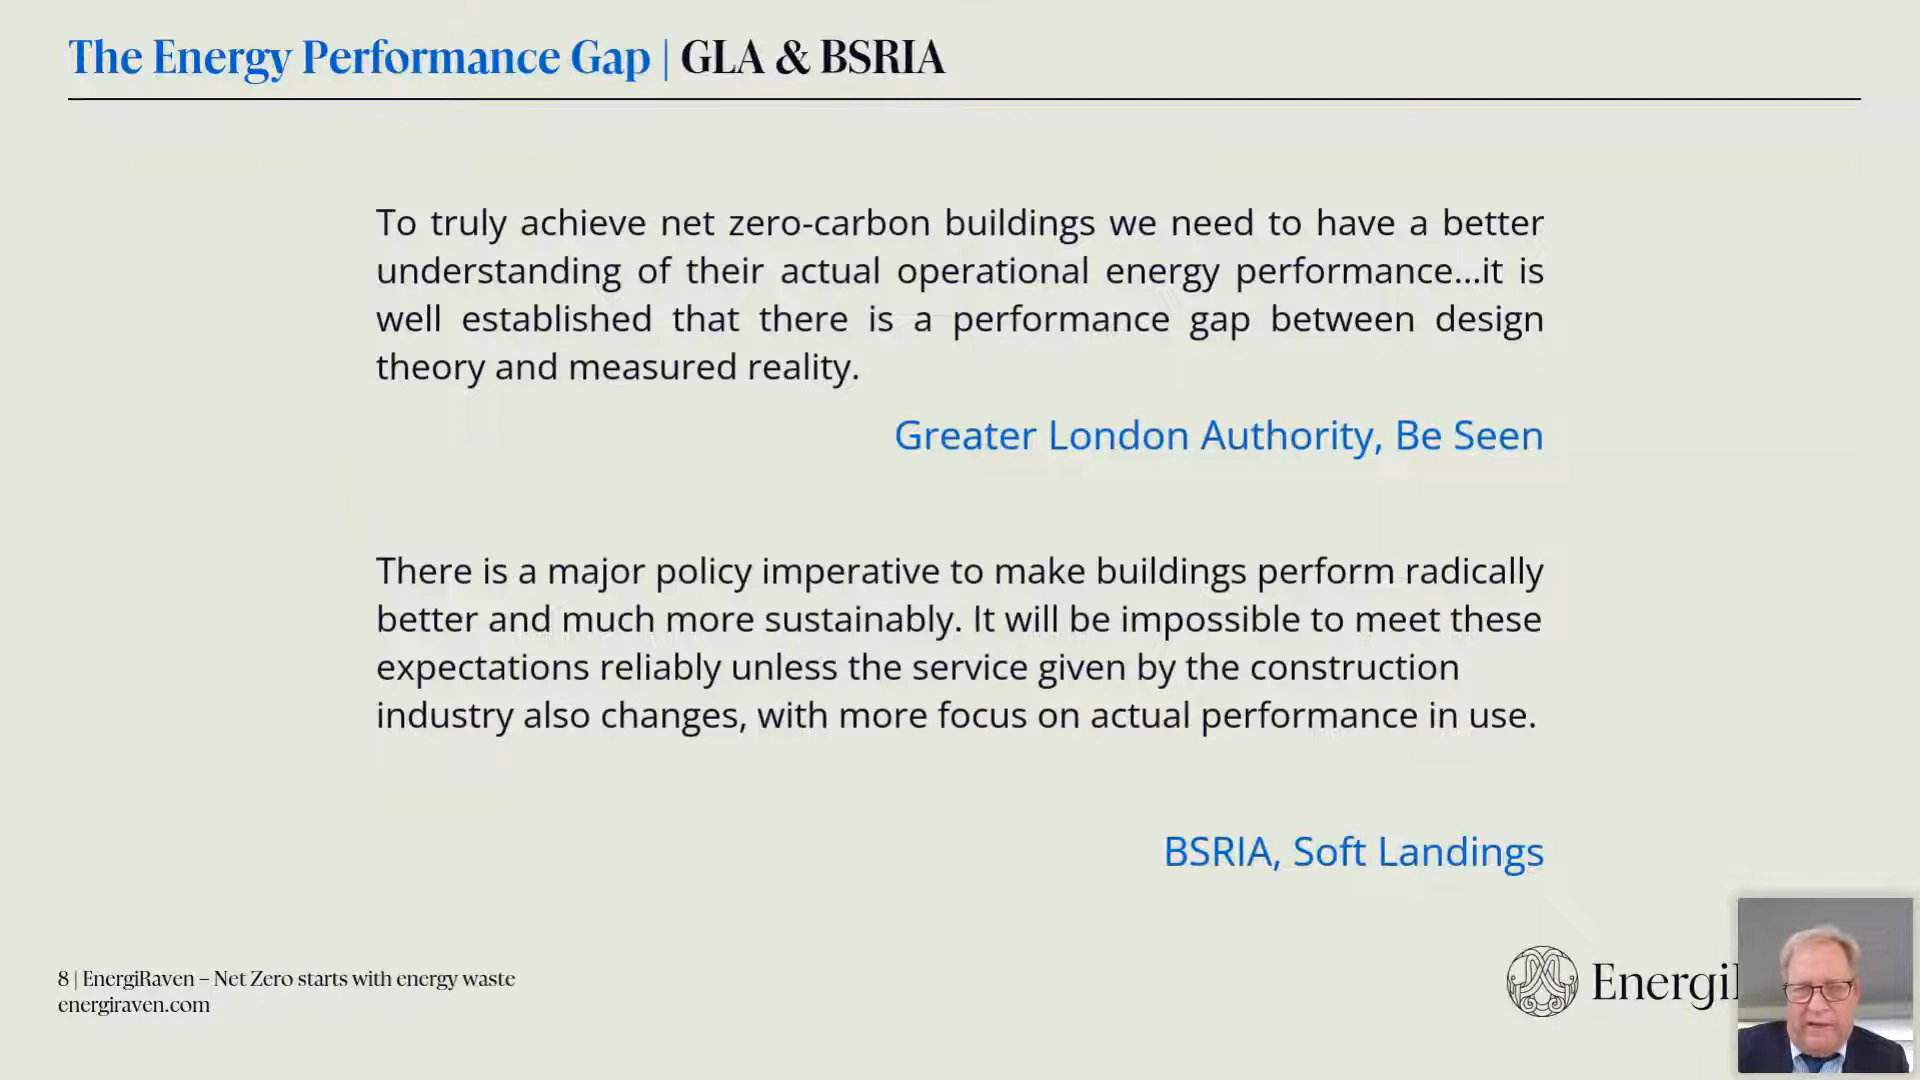 The Energy Performance Gap | GLA & BSRIA
To truly achieve net zero-carbon buildings we need to have a better
understanding of their actual operational energy performance...it is
well established that there is a performance gap between design
theory and measured reality.
Greater London Authority, Be Seen
There is a major policy imperative to make buildings perform radically
better and much more sustainably. It will be impossible to meet these
expectations reliably unless the service given by the construction
industry also changes, with more focus on actual performance in use.
BSRIA, Soft Landings
8 | EnergiRaven – Net Zero starts with energy waste
energiraven.com